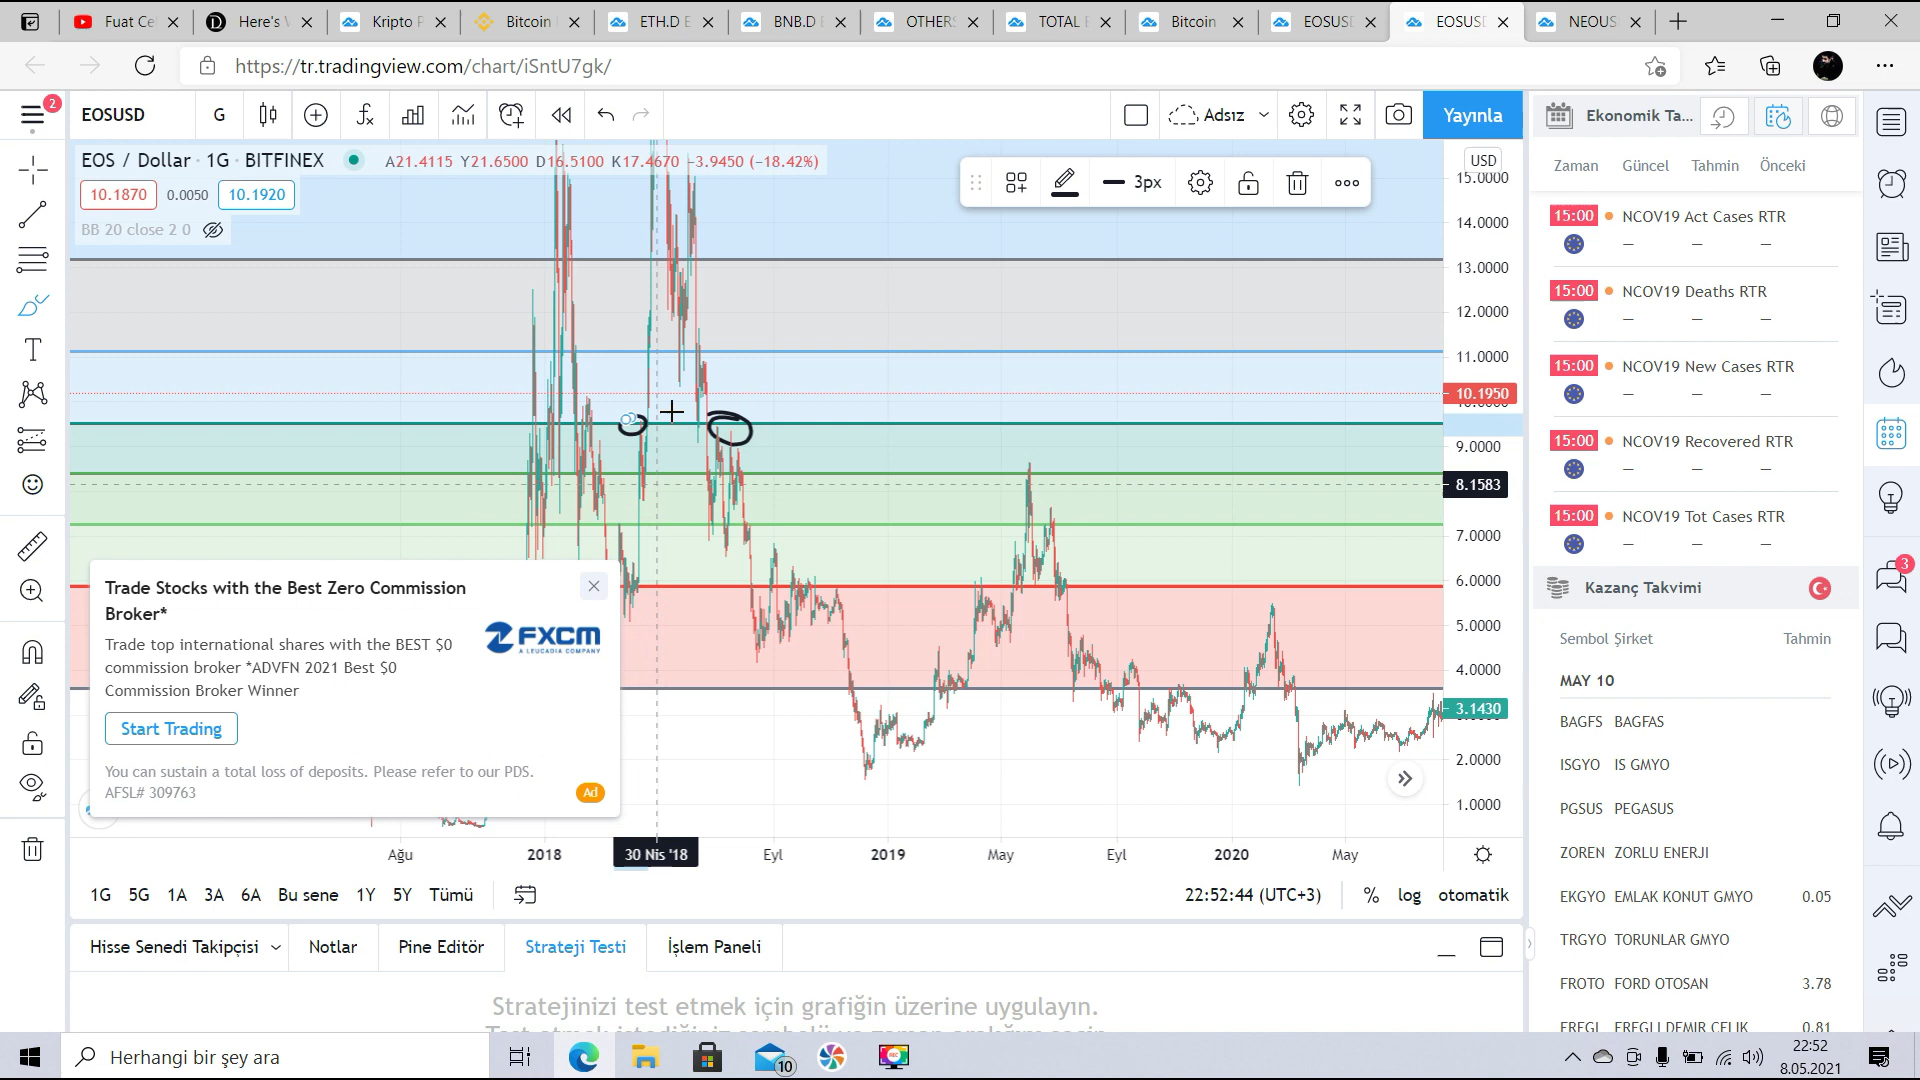 Fuat Ce
Here's V
Kripto P
Bitcoin
ETH.D E
BNB.D E
OTHERS
TOTAL
Bitcoin
EOSUSD
EOSUSD
NEOUS
https://tr.tradingview.com/chart/iSntU7gk/
2
EOSUSD
G
Adsız
Yayınla
EOS / Dollar · 1G · BITFINEX
A21.4115 Y21.6500 D16.5100 K17.4670 −3.9450 (−18.42%)
10.1870
0.0050
10.1920
BB 20 close 2 0
3px
USD
15.0000
14.0000
13.0000
12.0000
11.0000
10.1950
9.0000
8.1583
7.0000
6.0000
5.0000
4.0000
3.1430
2.0000
1.0000
Trade Stocks with the Best Zero Commission
Broker*
Trade top international shares with the BEST $0
commission broker *ADVFN 2021 Best $0
Commission Broker Winner
FXCM
A LEUCADIA COMPANY
Start Trading
You can sustain a total loss of deposits. Please refer to our PDS.
AFSL# 309763
Ad
Ağu
2018
30 Nis '18
Eyl
2019
May
Eyl
2020
May
1G 5G 1A 3A 6A Bu sene 1Y 5Y Tümü
22:52:44 (UTC+3)
% log otomatik
Hisse Senedi Takipçisi
Notlar
Pine Editör
Strateji Testi
İşlem Paneli
Stratejinizi test etmek için grafiğin üzerine uygulayın.
Ekonomik Ta...
Zaman Güncel Tahmin Önceki
15:00 NCOV19 Act Cases RTR
— — —
15:00 NCOV19 Deaths RTR
— — —
15:00 NCOV19 New Cases RTR
— — —
15:00 NCOV19 Recovered RTR
— — —
15:00 NCOV19 Tot Cases RTR
— — —
Kazanç Takvimi
Sembol Şirket Tahmin
MAY 10
BAGFS BAGFAS
ISGYO IS GMYO
PGSUS PEGASUS
ZOREN ZORLU ENERJI
EKGYO EMLAK KONUT GMYO 0.05
TRGYO TORUNLAR GMYO
FROTO FORD OTOSAN 3.78
EREGL EREGLI DEMIR CELIK 0.81
3
Herhangi bir şey ara
10
22:52
8.05.2021